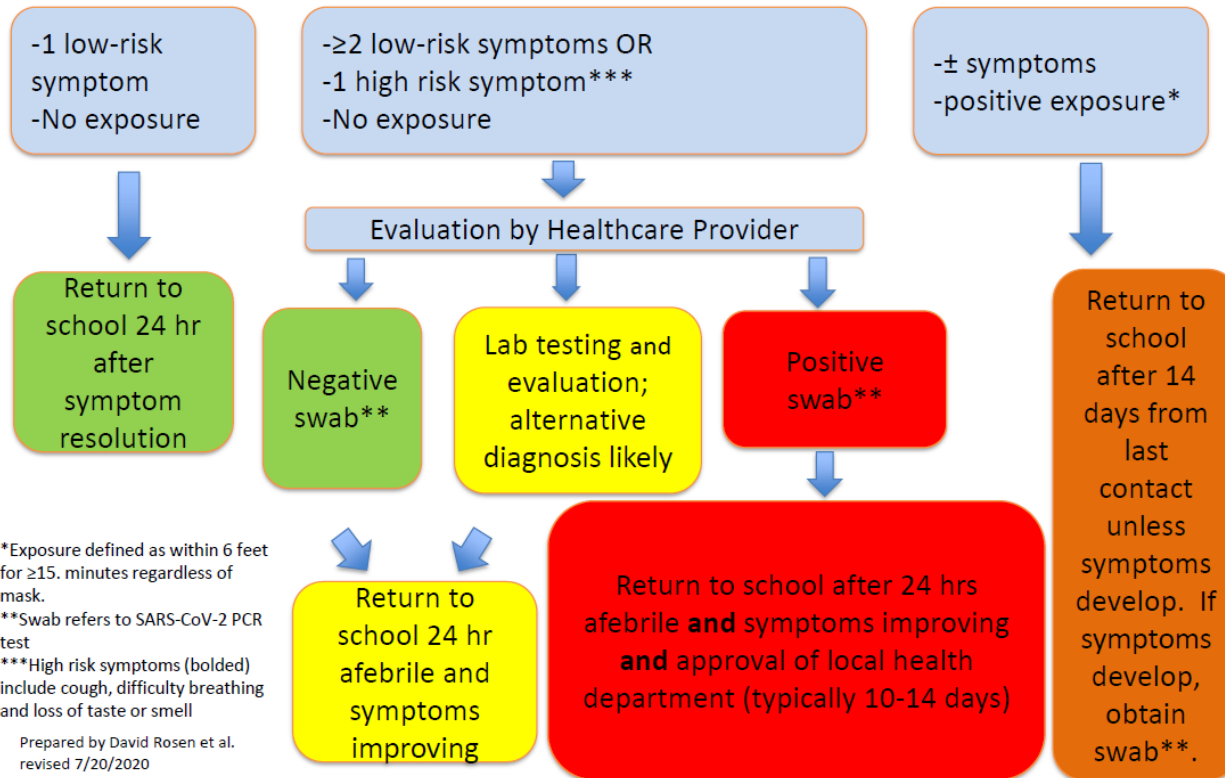 -1 low-risk
symptom
-No exposure
-≥2 low-risk symptoms OR
-1 high risk symptom***
-No exposure
-± symptoms
-positive exposure*
Evaluation by Healthcare Provider
Return to
school 24 hr
after
symptom
resolution
Negative
swab**
Lab testing and
evaluation;
alternative
diagnosis likely
Positive
swab**
Return to
school
after 14
days from
last
contact
unless
symptoms
develop. If
symptoms
develop,
obtain
swab**.
Return to
school 24 hr
afebrile and
symptoms
improving
Return to school after 24 hrs
afebrile and symptoms improving
and approval of local health
department (typically 10-14 days)
*Exposure defined as within 6 feet
for ≥15. minutes regardless of
mask.
**Swab refers to SARS-CoV-2 PCR
test
***High risk symptoms (bolded)
include cough, difficulty breathing
and loss of taste or smell
Prepared by David Rosen et al.
revised 7/20/2020